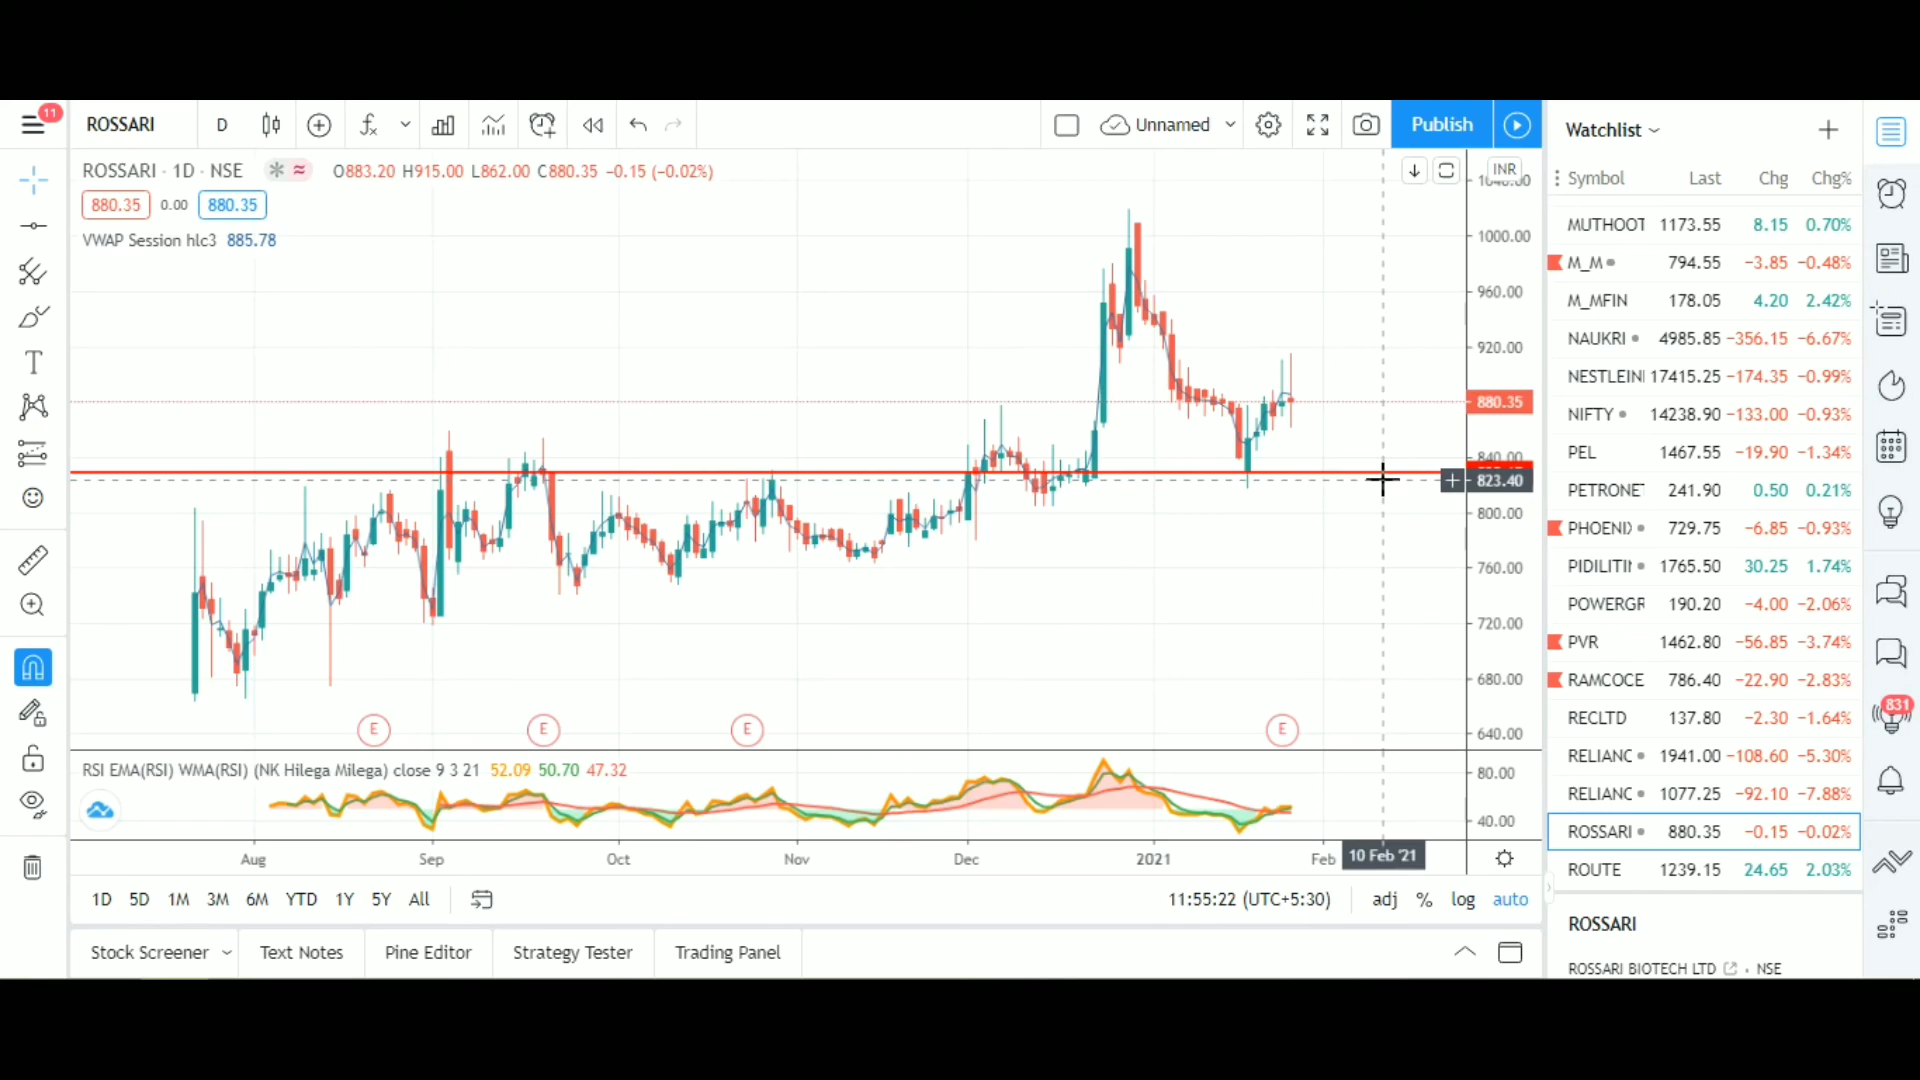 11
ROSSARI D Unnamed Publish
ROSSARI · 1D · NSE O883.20 H915.00 L862.00 C880.35 −0.15 (−0.02%)
880.35 0.00 880.35
VWAP Session hlc3 885.78
INR
1000.00
960.00
920.00
880.35
840.00
823.40
800.00
760.00
720.00
680.00
640.00
E E E E
RSI EMA(RSI) WMA(RSI) (NK Hilega Milega) close 9 3 21 52.09 50.70 47.32
80.00
40.00
Aug Sep Oct Nov Dec 2021 Feb 10 Feb '21
1D 5D 1M 3M 6M YTD 1Y 5Y All 11:55:22 (UTC+5:30) adj % log auto
Stock Screener Text Notes Pine Editor Strategy Tester Trading Panel
Watchlist
Symbol Last Chg Chg%
MUTHOOT 1173.55 8.15 0.70%
M_M 794.55 −3.85 −0.48%
M_MFIN 178.05 4.20 2.42%
NAUKRI 4985.85 −356.15 −6.67%
NESTLEIN 17415.25 −174.35 −0.99%
NIFTY 14238.90 −133.00 −0.93%
PEL 1467.55 −19.90 −1.34%
PETRONET 241.90 0.50 0.21%
PHOENIX 729.75 −6.85 −0.93%
PIDILITI 1765.50 30.25 1.74%
POWERGR 190.20 −4.00 −2.06%
PVR 1462.80 −56.85 −3.74%
RAMCOCE 786.40 −22.90 −2.83%
RECLTD 137.80 −2.30 −1.64%
RELIANC 1941.00 −108.60 −5.30%
RELIANC 1077.25 −92.10 −7.88%
ROSSARI 880.35 −0.15 −0.02%
ROUTE 1239.15 24.65 2.03%
ROSSARI
ROSSARI BIOTECH LTD · NSE
831